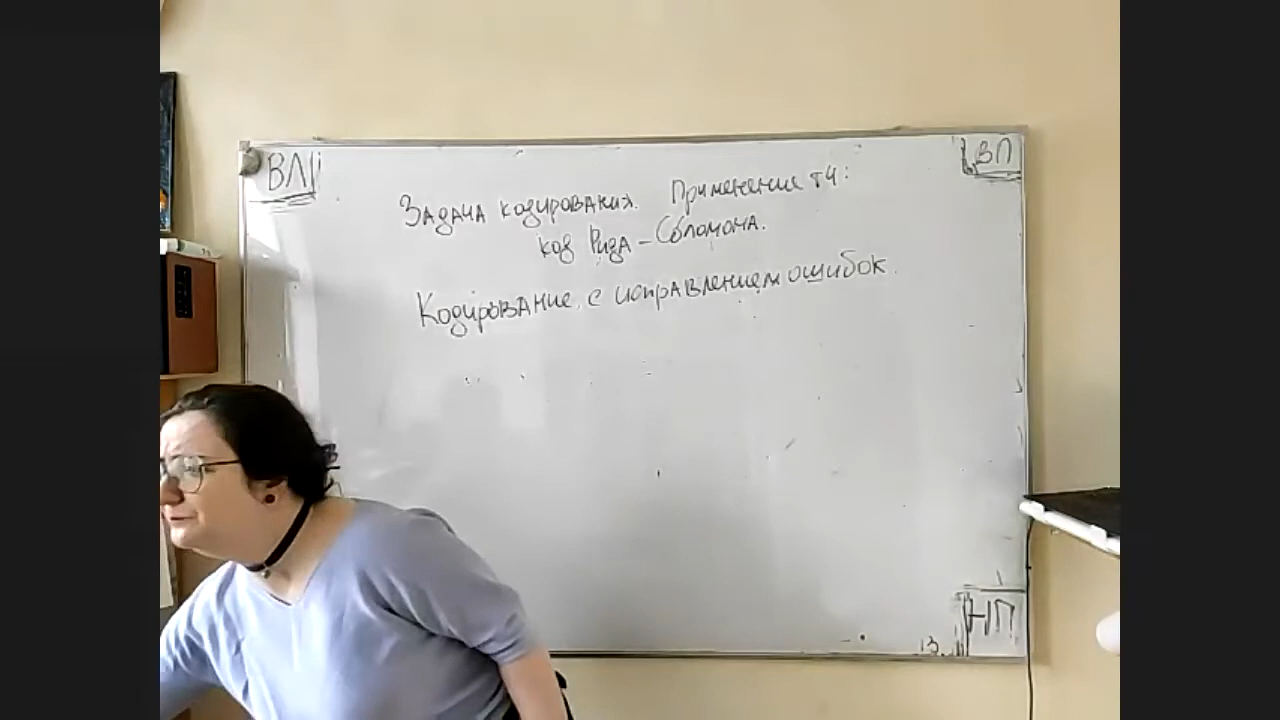 ВЛ
ВП
Задача кодирования. Применение тЧ:
код Рида – Соломона.
Кодирование с исправлением ошибок.
НП